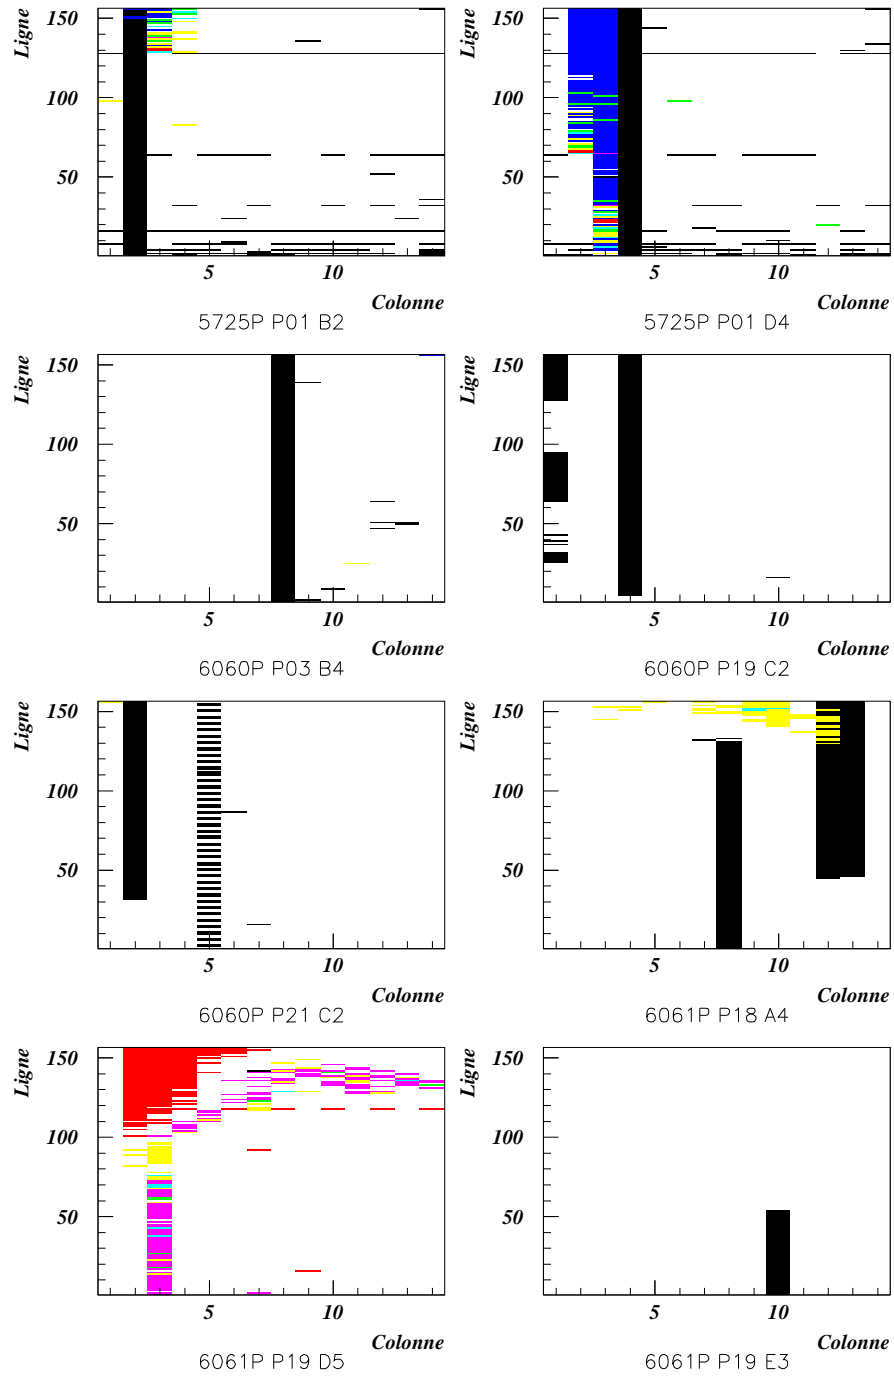 Ligne
150
100
50
5
10
Colonne
5725P P01 B2
Ligne
150
100
50
5
10
Colonne
5725P P01 D4
Ligne
150
100
50
5
10
Colonne
6060P P03 B4
Ligne
150
100
50
5
10
Colonne
6060P P19 C2
Ligne
150
100
50
5
10
Colonne
6060P P21 C2
Ligne
150
100
50
5
10
Colonne
6061P P18 A4
Ligne
150
100
50
5
10
Colonne
6061P P19 D5
Ligne
150
100
50
5
10
Colonne
6061P P19 E3